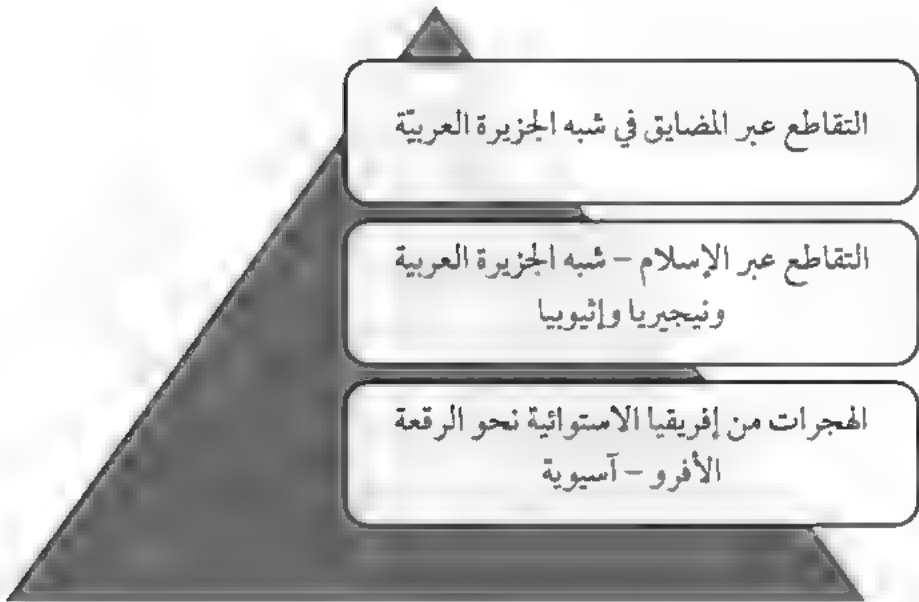 التقاطع عبر المضايق في شبه الجزيرة العربيّة
التقاطع عبر الإسلام – شبه الجزيرة العربية
ونيجيريا وإثيوبيا
الهجرات من إفريقيا الاستوائية نحو الرقعة
الأفرو – آسيوية